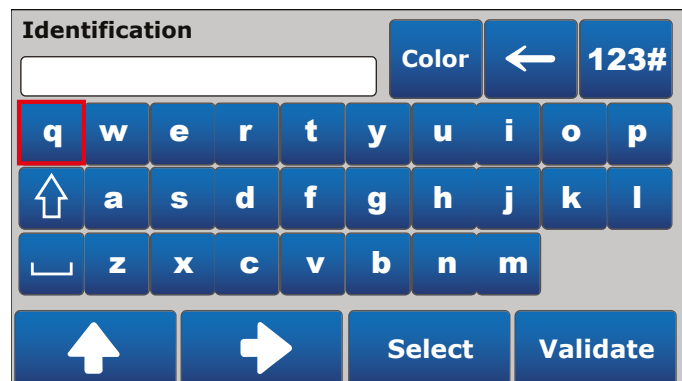 Identification
Color 123#
q w e r t y u i o p
a s d f g h j k l
z x c v b n m
Select Validate